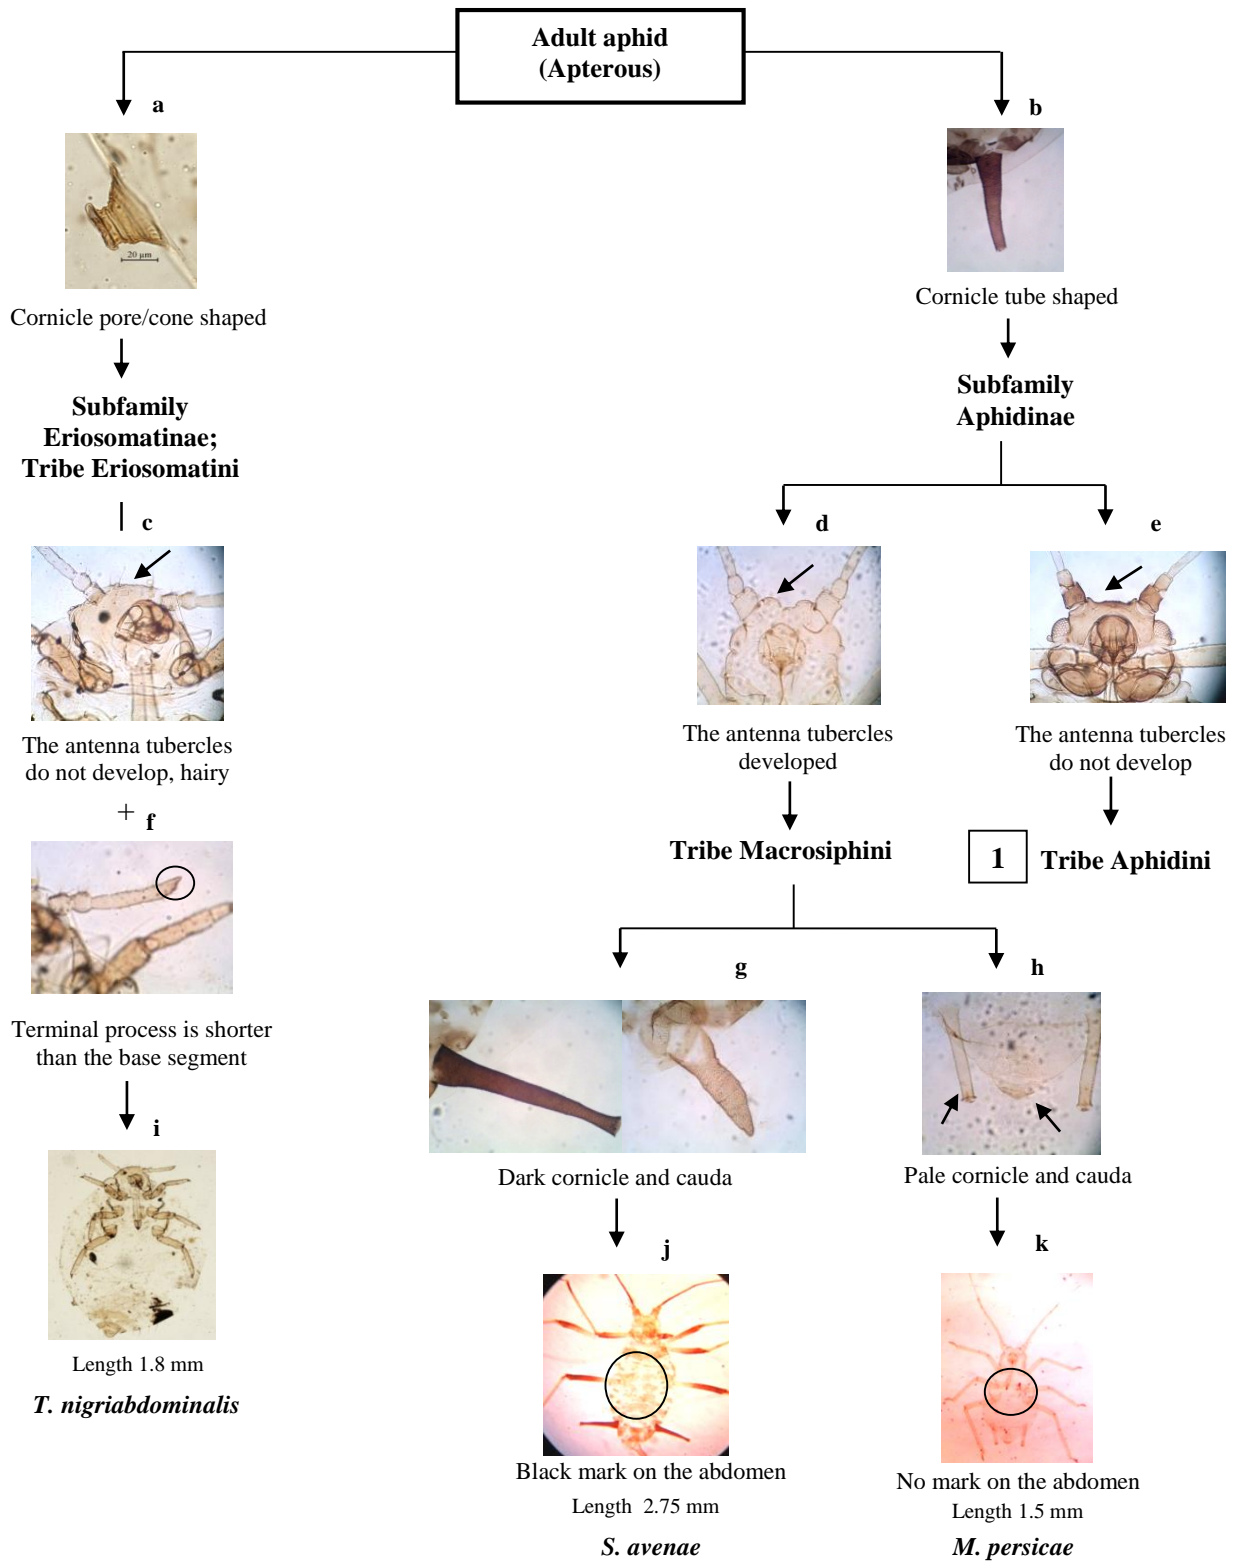 Adult aphid
(Apterous)
a
b
20 µm
Cornicle pore/cone shaped
Cornicle tube shaped
Subfamily
Eriosomatinae;
Tribe Eriosomatini
Subfamily
Aphidinae
c
d
e
The antenna tubercles
do not develop, hairy
The antenna tubercles
developed
The antenna tubercles
do not develop
+ f
Tribe Macrosiphini
1
Tribe Aphidini
g
h
Terminal process is shorter
than the base segment
Dark cornicle and cauda
Pale cornicle and cauda
i
j
k
Length 1.8 mm
T. nigriabdominalis
Black mark on the abdomen
Length 2.75 mm
S. avenae
No mark on the abdomen
Length 1.5 mm
M. persicae